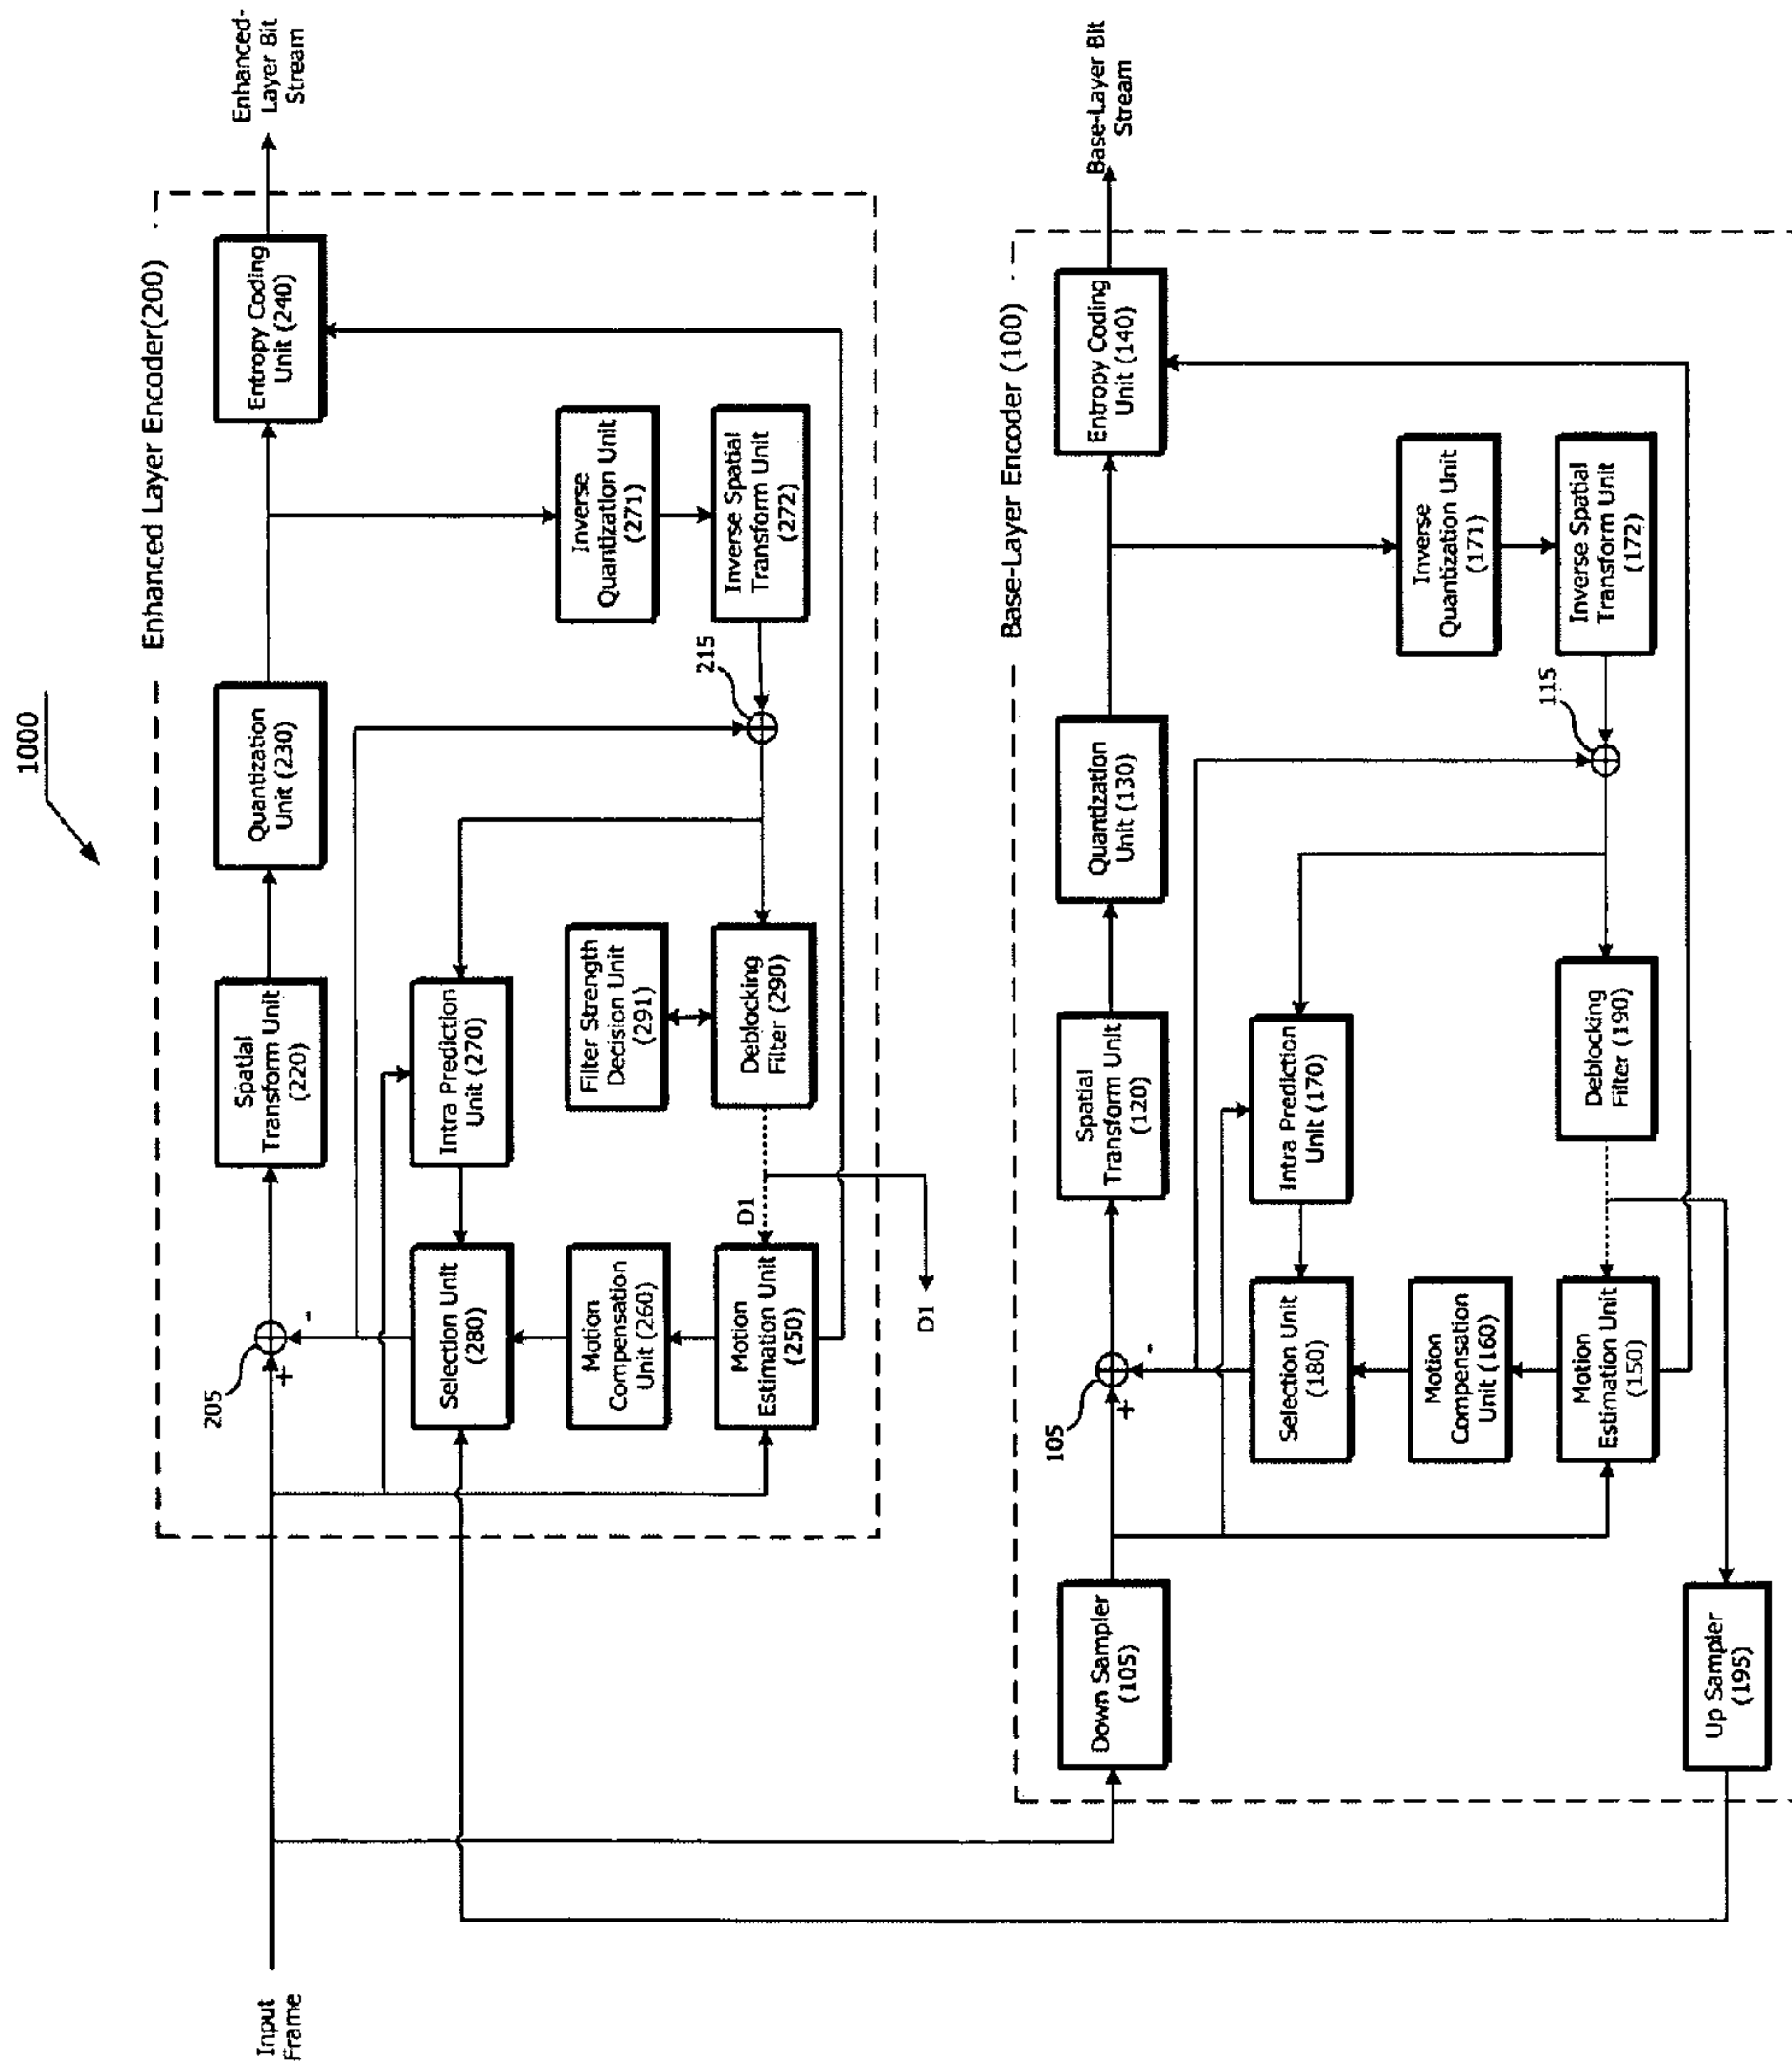 1000
Enhanced Layer Encoder(200)
Enhanced-
Layer Bit
Stream
Input
Frame
205
+
-
Spatial
Transform Unit
(220)
Quantization
Unit (230)
Entropy Coding
Unit (240)
Selection Unit
(280)
Intra Prediction
Unit (270)
Motion
Compensation
Unit (260)
Filter Strength
Decision Unit
(291)
Inverse
Quantization Unit
(271)
Motion
Estimation Unit
(250)
D1
Deblocking
Filter (290)
215
Inverse Spatial
Transform Unit
(272)
D1
Base-Layer Encoder (100)
Base-Layer Bit
Stream
Down Sampler
(105)
105
+
-
Spatial
Transform Unit
(120)
Quantization
Unit (130)
Entropy Coding
Unit (140)
Selection Unit
(180)
Intra Prediction
Unit (170)
Motion
Compensation
Unit (160)
Inverse
Quantization Unit
(171)
Motion
Estimation Unit
(150)
Deblocking
Filter (190)
115
Inverse Spatial
Transform Unit
(172)
Up Sampler
(195)